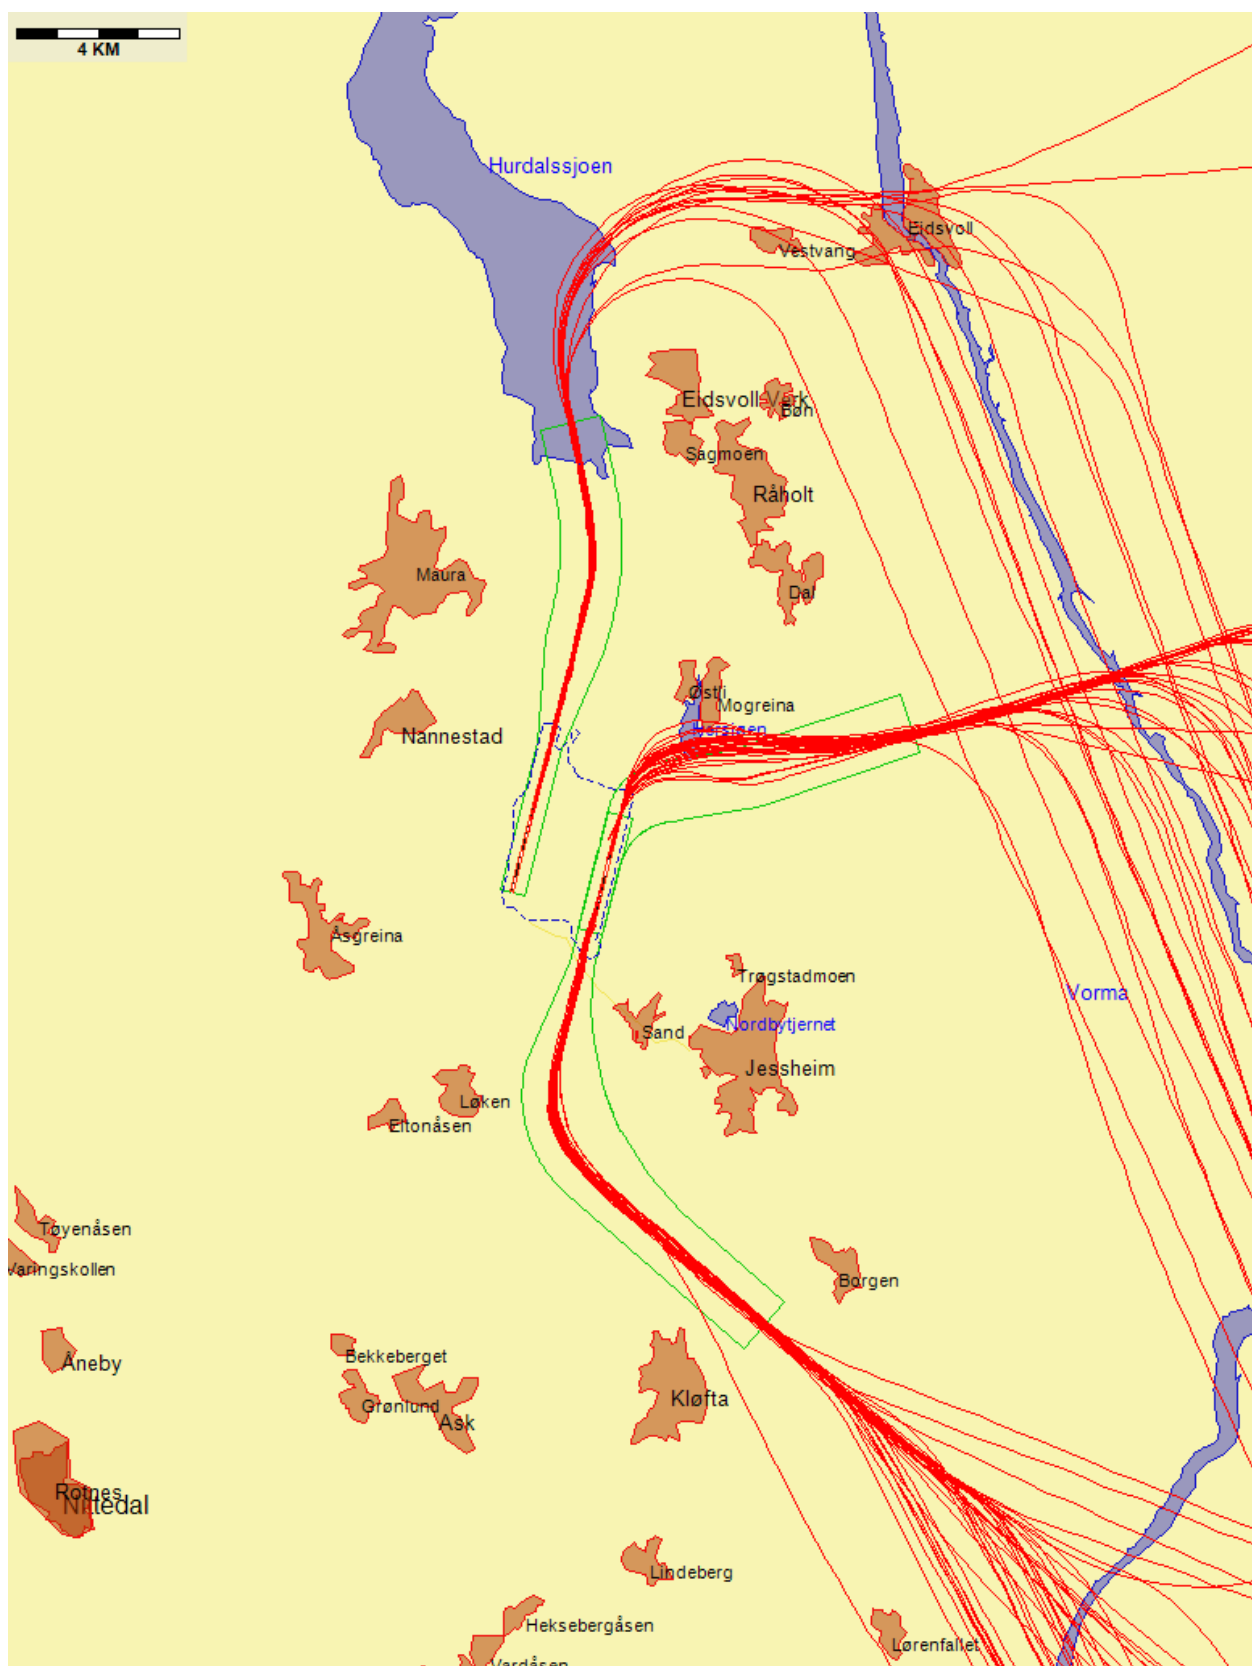 4 KM
Hurdalssjoen
Eidsvoll
Vestvang
Eidsvoll Verk
Bøn
Sagmoen
Råholt
Maura
Dal
Østli
Mogreina
Nannestad
Åsgreina
Trøgstadmoen
Vorma
Nordbytjernet
Sand
Jessheim
Løken
Eltonåsen
Tøyenåsen
Varingskollen
Borgen
Bekkeberget
Åneby
Kløfta
Grønlund
Ask
Rotnes
Nittedal
Lindeberg
Heksebergåsen
Lørenfallet
Vardåsen